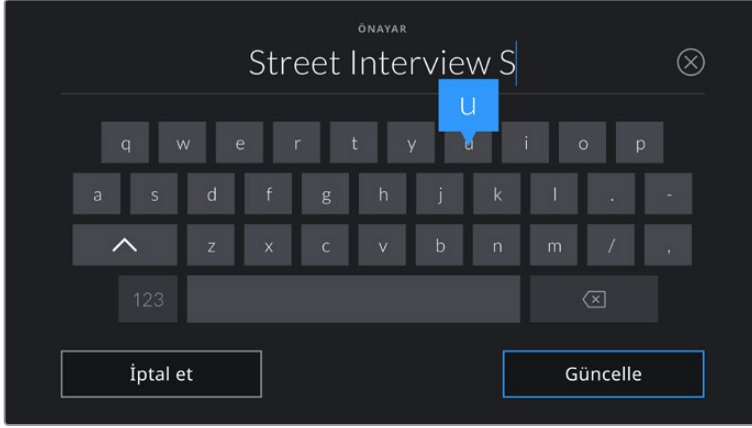 ÖNAYAR
Street Interview S
u
q w e r t y u i o p
a s d f g h j k l . -
z x c v b n m / ,
123
İptal et Güncelle